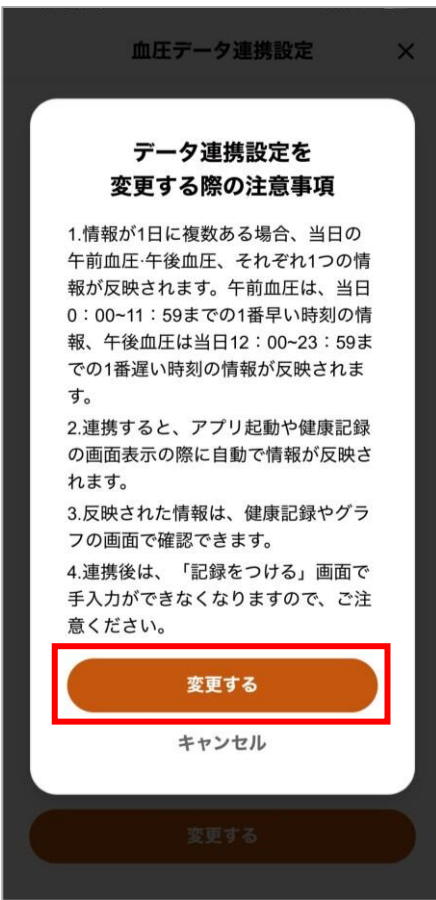 血圧データ連携設定 ×
データ連携設定を
変更する際の注意事項
1.情報が1日に複数ある場合、当日の
午前血圧·午後血圧、それぞれ1つの情
報が反映されます。午前血圧は、当日
0：00~11：59までの1番早い時刻の情
報、午後血圧は当日12：00~23：59ま
での1番遅い時刻の情報が反映されま
す。
2.連携すると、アプリ起動や健康記録
の画面表示の際に自動で情報が反映さ
れます。
3.反映された情報は、健康記録やグラ
フの画面で確認できます。
4.連携後は、「記録をつける」画面で
手入力ができなくなりますので、ご注
意ください。
変更する
キャンセル
変更する